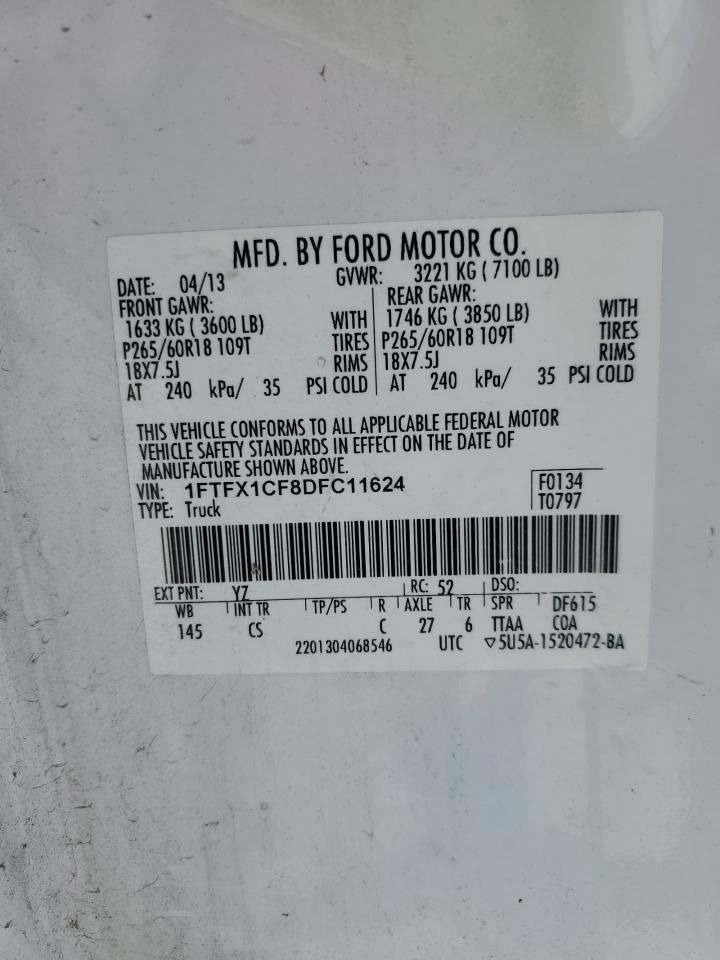 MFD. BY FORD MOTOR CO.
DATE: 04/13 GVWR: 3221 KG ( 7100 LB)
FRONT GAWR: REAR GAWR:
1633 KG ( 3600 LB) WITH 1746 KG ( 3850 LB) WITH
P265/60R18 109T TIRES P265/60R18 109T TIRES
18X7.5J RIMS 18X7.5J RIMS
AT 240 kPa/ 35 PSI COLD AT 240 kPa/ 35 PSI COLD
THIS VEHICLE CONFORMS TO ALL APPLICABLE FEDERAL MOTOR
VEHICLE SAFETY STANDARDS IN EFFECT ON THE DATE OF
MANUFACTURE SHOWN ABOVE.
VIN: 1FTFX1CF8DFC11624 F0134
TYPE: Truck T0797
EXT PNT: YZ RC: 52 DSO:
WB INT TR TP/PS R AXLE TR SPR DF615
145 CS C 27 6 TTAA COA
2201304068546 UTC ▽5U5A-1520472-BA